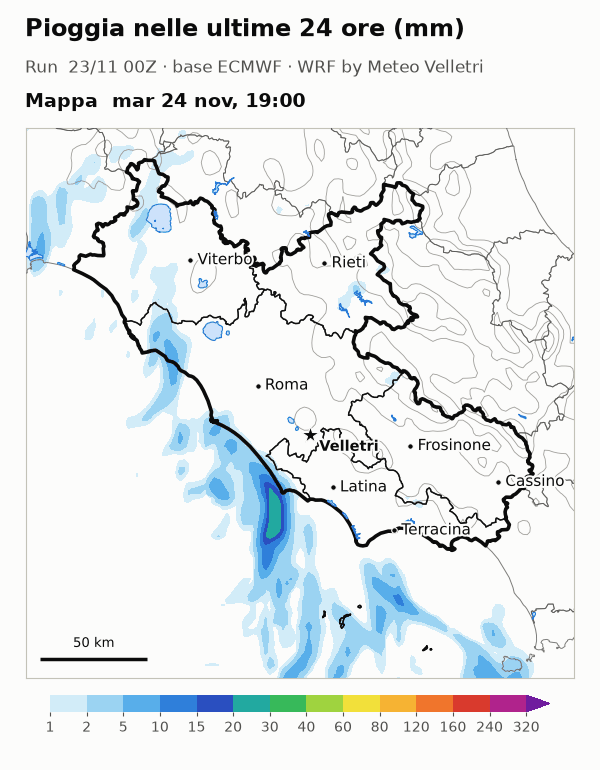 Pioggia nelle ultime 24 ore (mm)
Run 23/11 00Z · base ECMWF · WRF by Meteo Velletri
Mappa mar 24 nov, 19:00
Viterbo
Rieti
Roma
Velletri
Frosinone
Cassino
Latina
Terracina
50 km
1 2 5 10 15 20 30 40 60 80 120 160 240 320